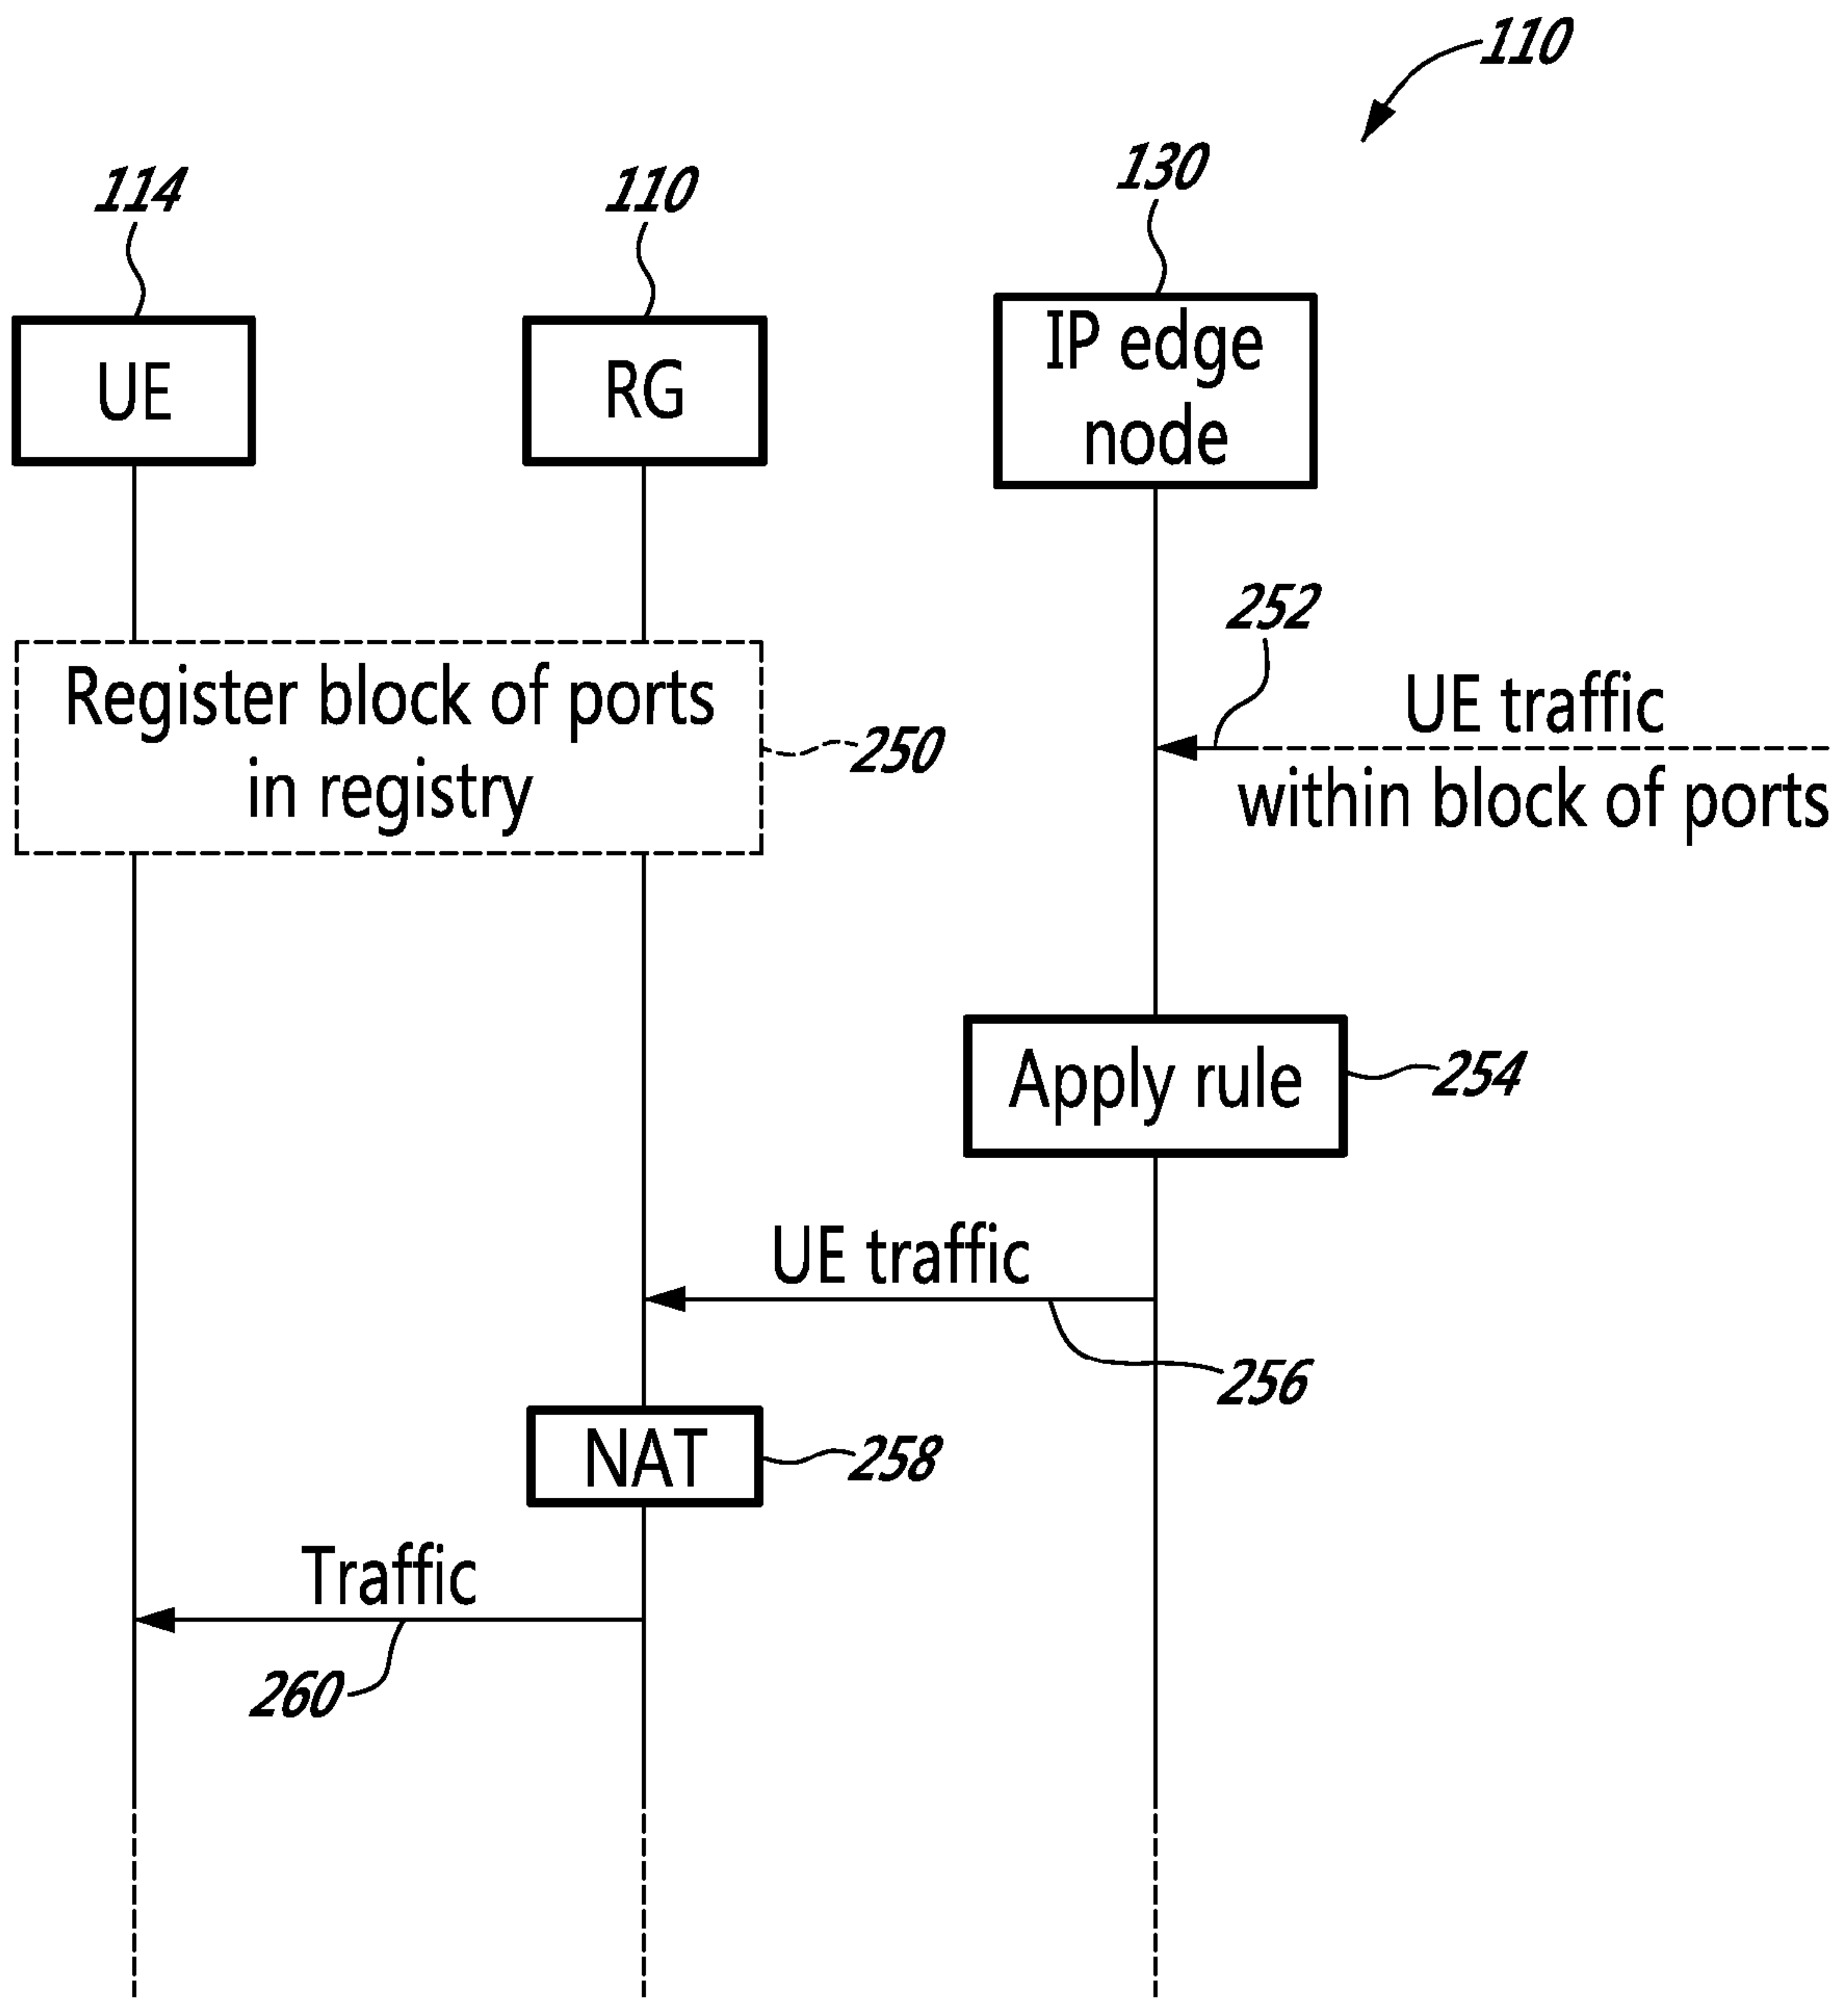 110
130
114
110
IP edge
node
UE
RG
252
Register block of ports
in registry
250
UE traffic
within block of ports
Apply rule
254
UE traffic
256
NAT
258
Traffic
260